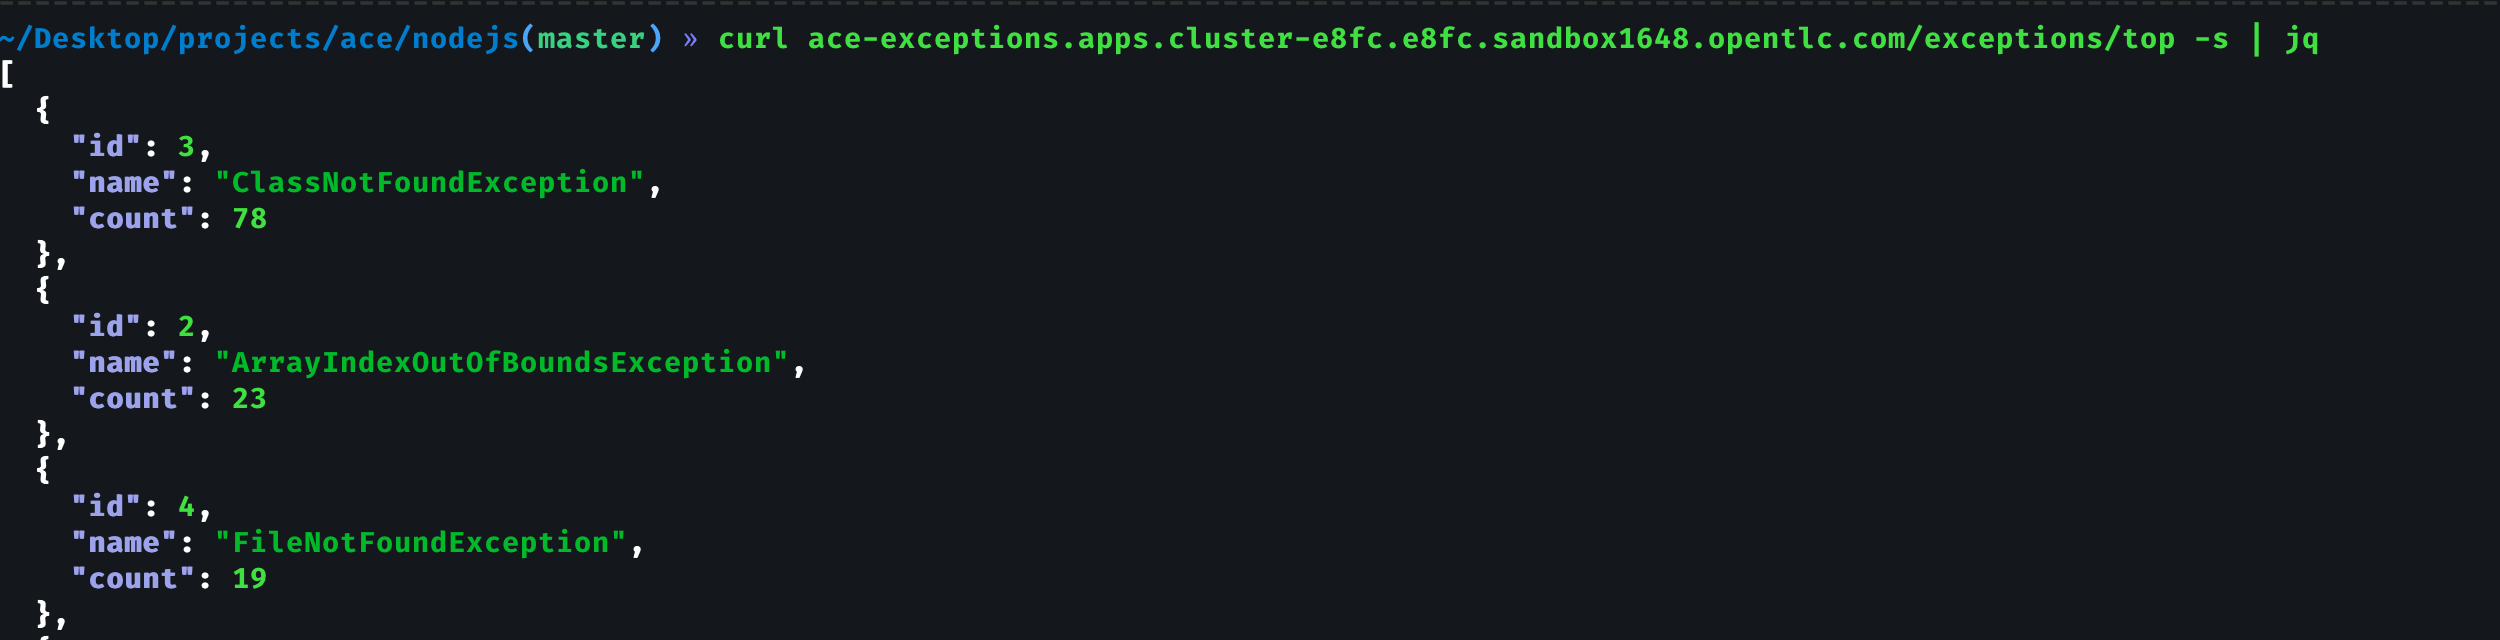 ~/Desktop/projects/ace/nodejs(master) » curl ace-exceptions.apps.cluster-e8fc.e8fc.sandbox1648.opentlc.com/exceptions/top -s | jq
[
  {
    "id": 3,
    "name": "ClassNotFoundException",
    "count": 78
  },
  {
    "id": 2,
    "name": "ArrayIndexOutOfBoundsException",
    "count": 23
  },
  {
    "id": 4,
    "name": "FileNotFoundException",
    "count": 19
  },
  {